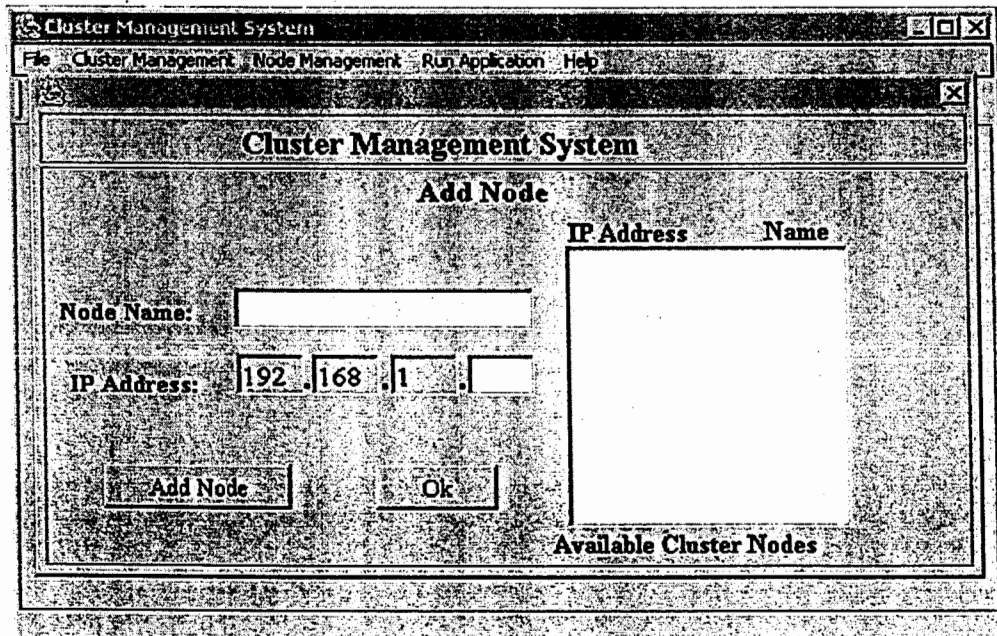 Cluster Management System
File Cluster Management Node Management Run Application Help
Cluster Management System
Add Node
IP Address Name
Node Name:
IP Address: 192 . 168 . 1 .
Add Node Ok
Available Cluster Nodes